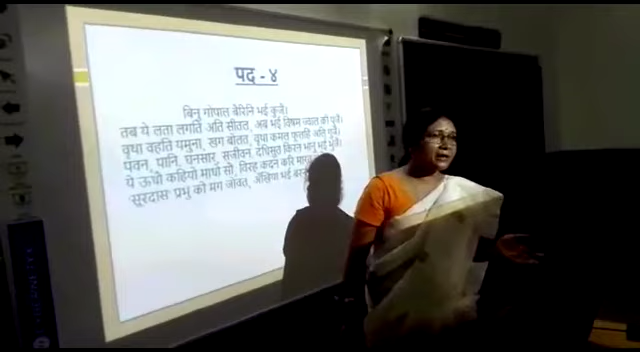 पद - ४
बिनु गोपाल बैरिनि भई कुंजैं।
तब ये लता लगति अति सीतल, अब भई विषम ज्वाल की पुंजैं।
वृथा बहति यमुना, खग बोलत, वृथा कमल फूलहि अलि गुंजैं।
पवन, पानि, घनसार, सजीवन, दधिसुत किरन भानु भई भुंजैं।
ये ऊधो कहियो माधो सो, विरह कदन करि
'सूरदास' प्रभु को मग जोवत, अँखिया भई